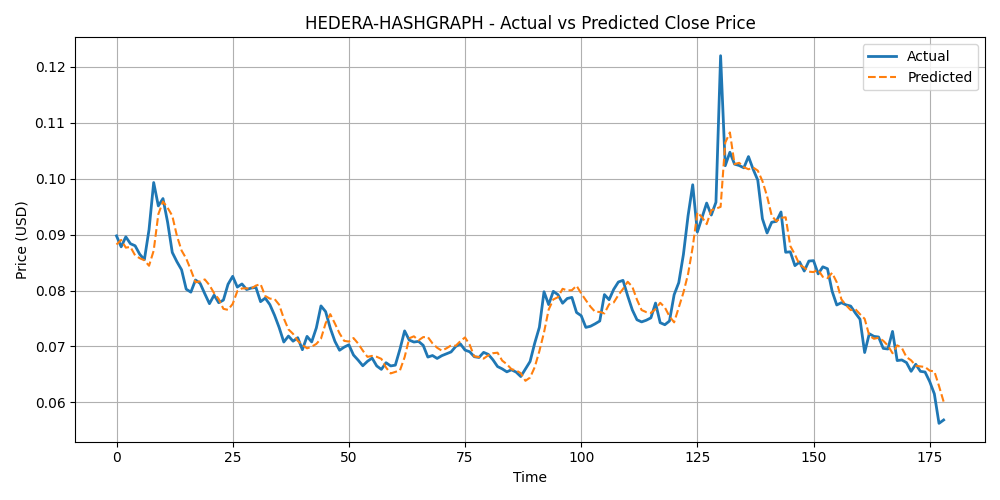 HEDERA-HASHGRAPH - Actual vs Predicted Close Price
Actual
Predicted
Price (USD)
0.12
0.11
0.10
0.09
0.08
0.07
0.06
0 25 50 75 100 125 150 175
Time